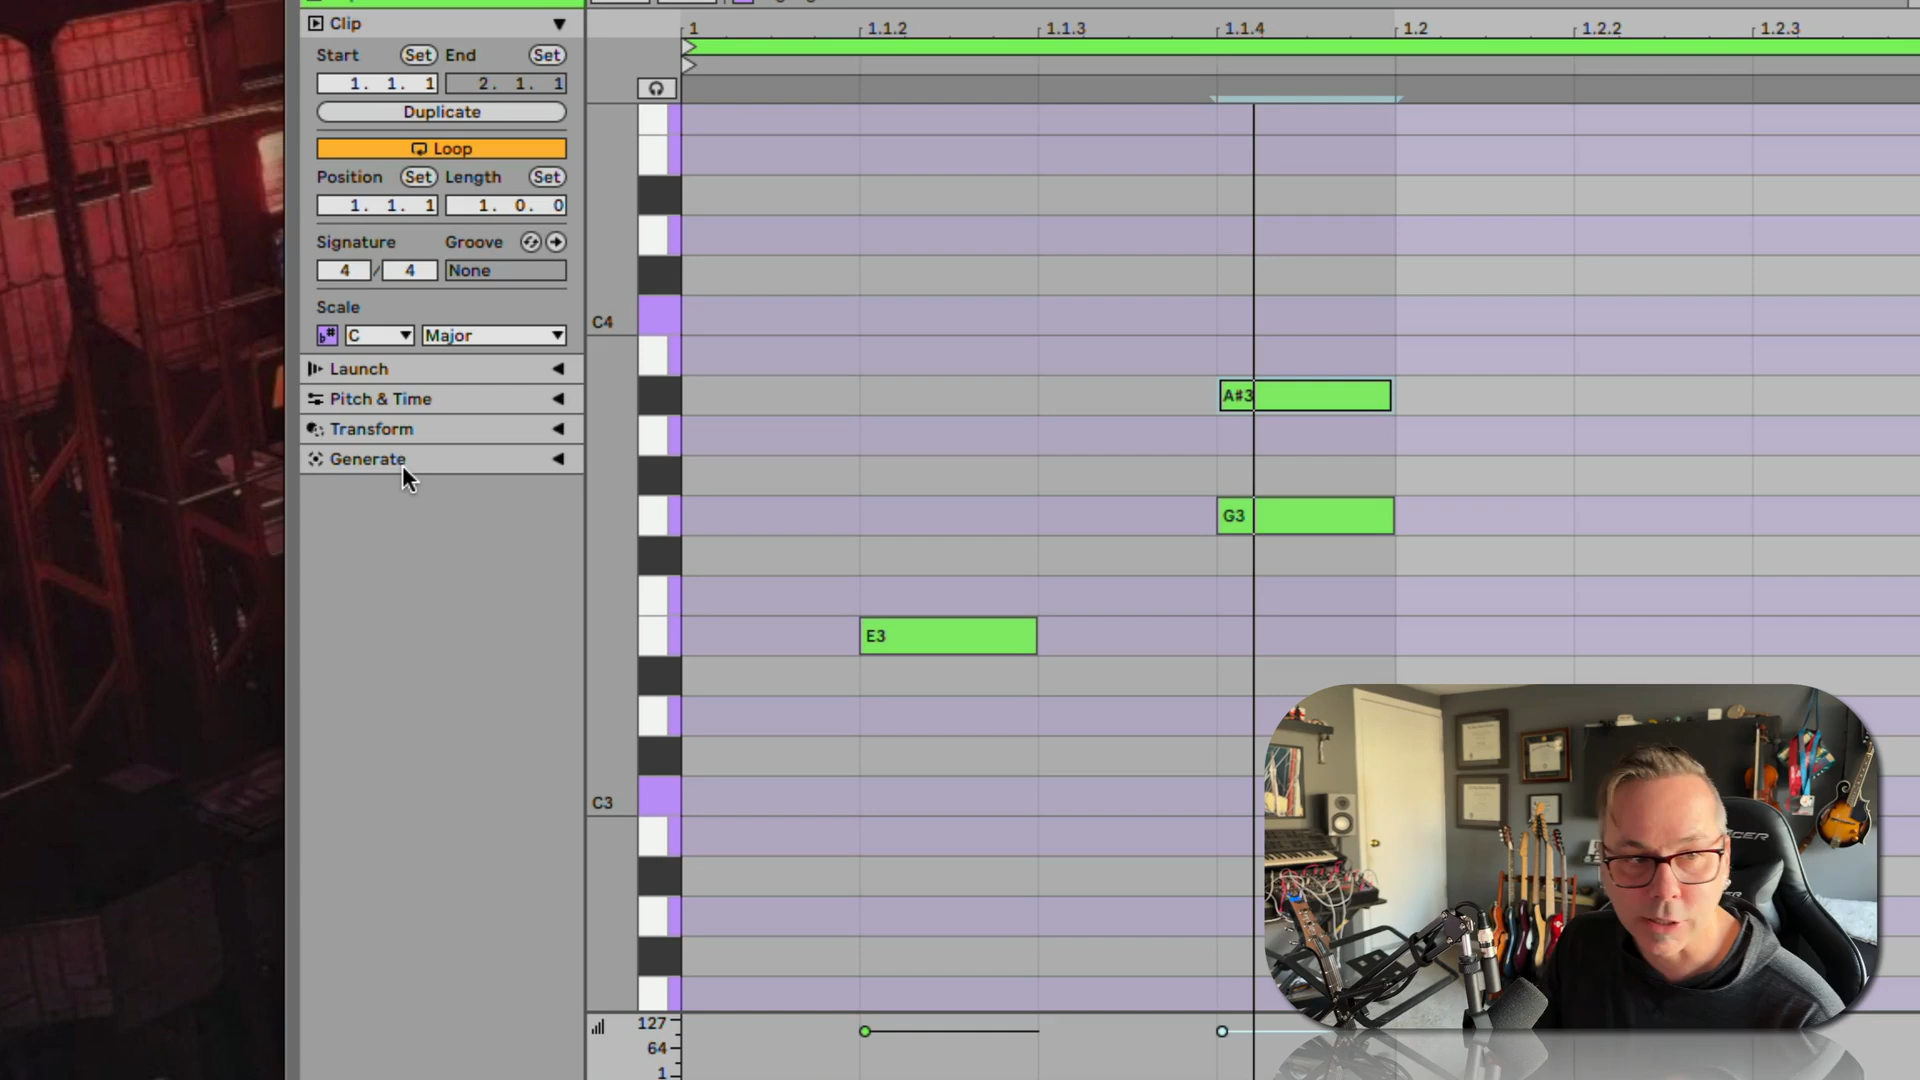 Clip
Start Set End Set
1. 1. 1 2. 1. 1
Duplicate
Loop
Position Set Length Set
1. 1. 1 1. 0. 0
Signature Groove
4 / 4 None
Scale
b# C Major
Launch
Pitch & Time
Transform
Generate
1 1.1.2 1.1.3 1.1.4 1.2 1.2.2 1.2.3
C4
A#3
G3
E3
C3
127
64
1